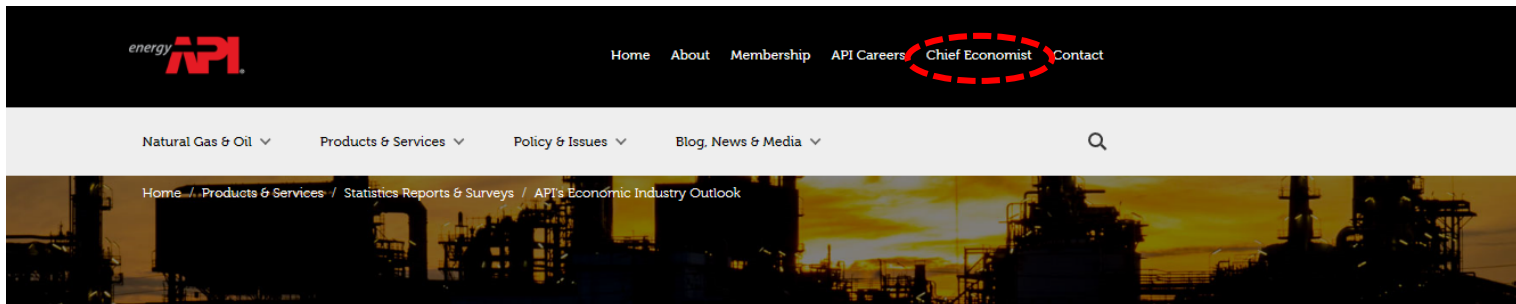 energy API.
Home About Membership API Careers Chief Economist Contact
Natural Gas & Oil Products & Services Policy & Issues Blog, News & Media
Home / Products & Services / Statistics Reports & Surveys / API's Economic Industry Outlook